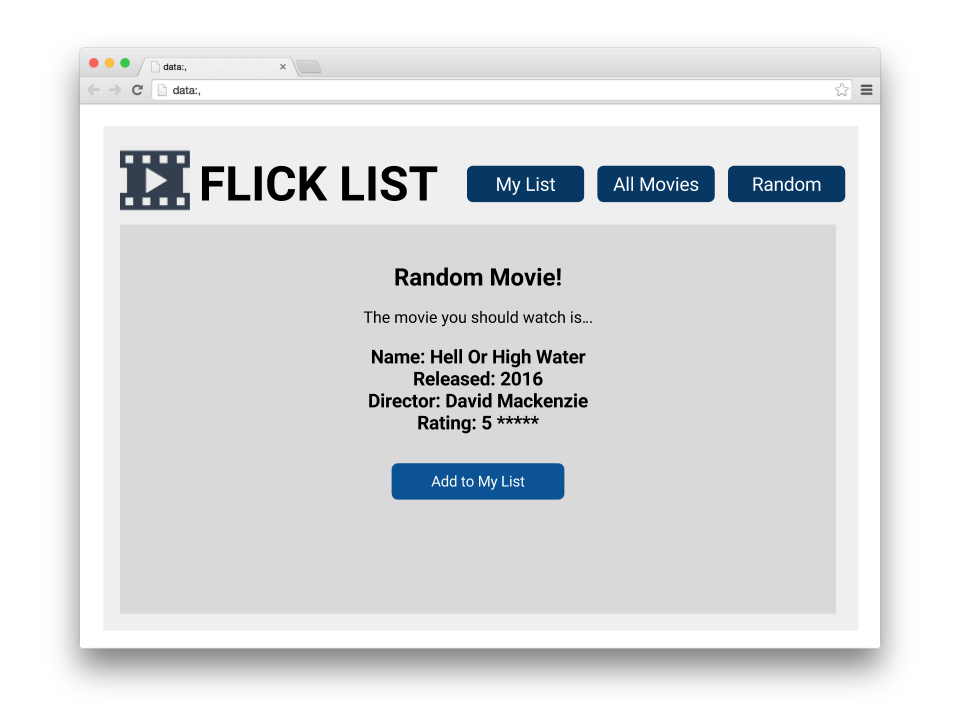 data:,
data:,
FLICK LIST
My List
All Movies
Random
Random Movie!
The movie you should watch is...
Name: Hell Or High Water
Released: 2016
Director: David Mackenzie
Rating: 5 *****
Add to My List